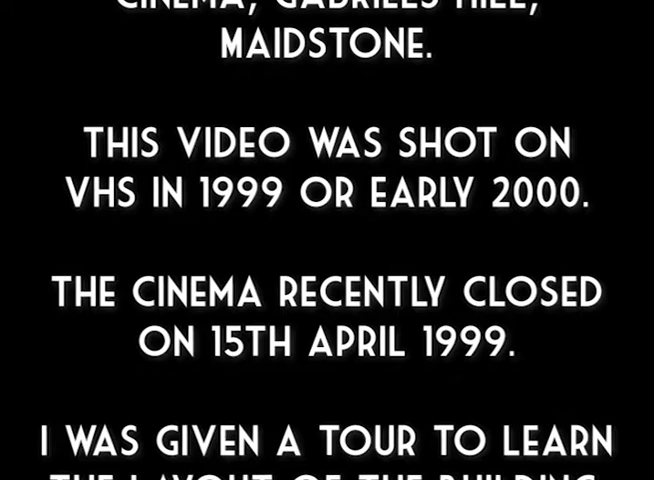 CINEMA, GABRIELS HILL,
MAIDSTONE.
THIS VIDEO WAS SHOT ON
VHS IN 1999 OR EARLY 2000.
THE CINEMA RECENTLY CLOSED
ON 15TH APRIL 1999.
I WAS GIVEN A TOUR TO LEARN
THE LAYOUT OF THE BUILDING